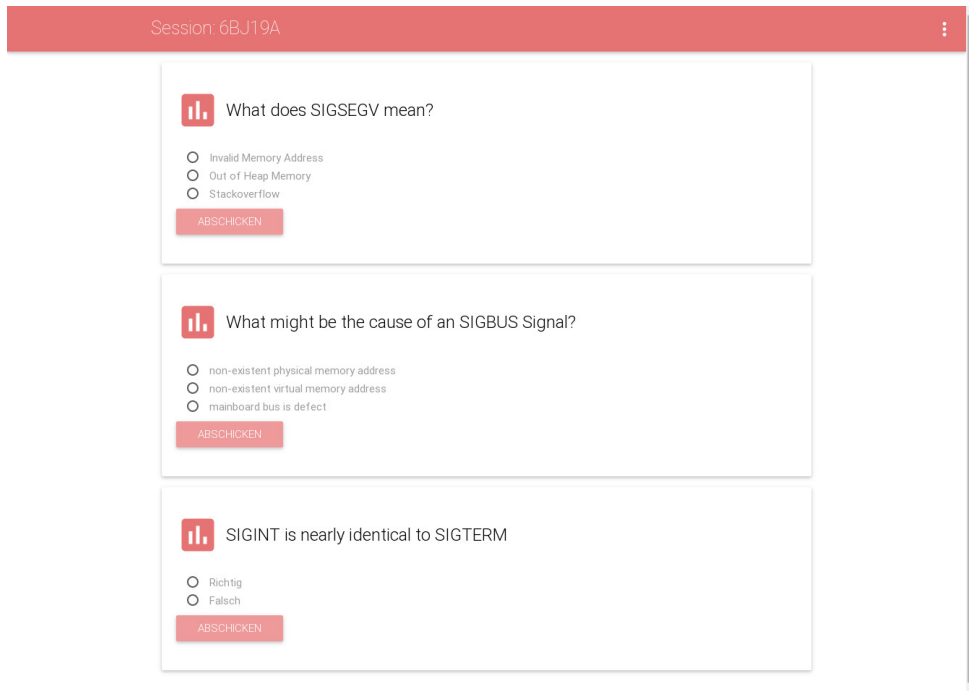 Session: 6BJ19A
What does SIGSEGV mean?
Invalid Memory Address
Out of Heap Memory
Stackoverflow
ABSCHICKEN
What might be the cause of an SIGBUS Signal?
non-existent physical memory address
non-existent virtual memory address
mainboard bus is defect
ABSCHICKEN
SIGINT is nearly identical to SIGTERM
Richtig
Falsch
ABSCHICKEN